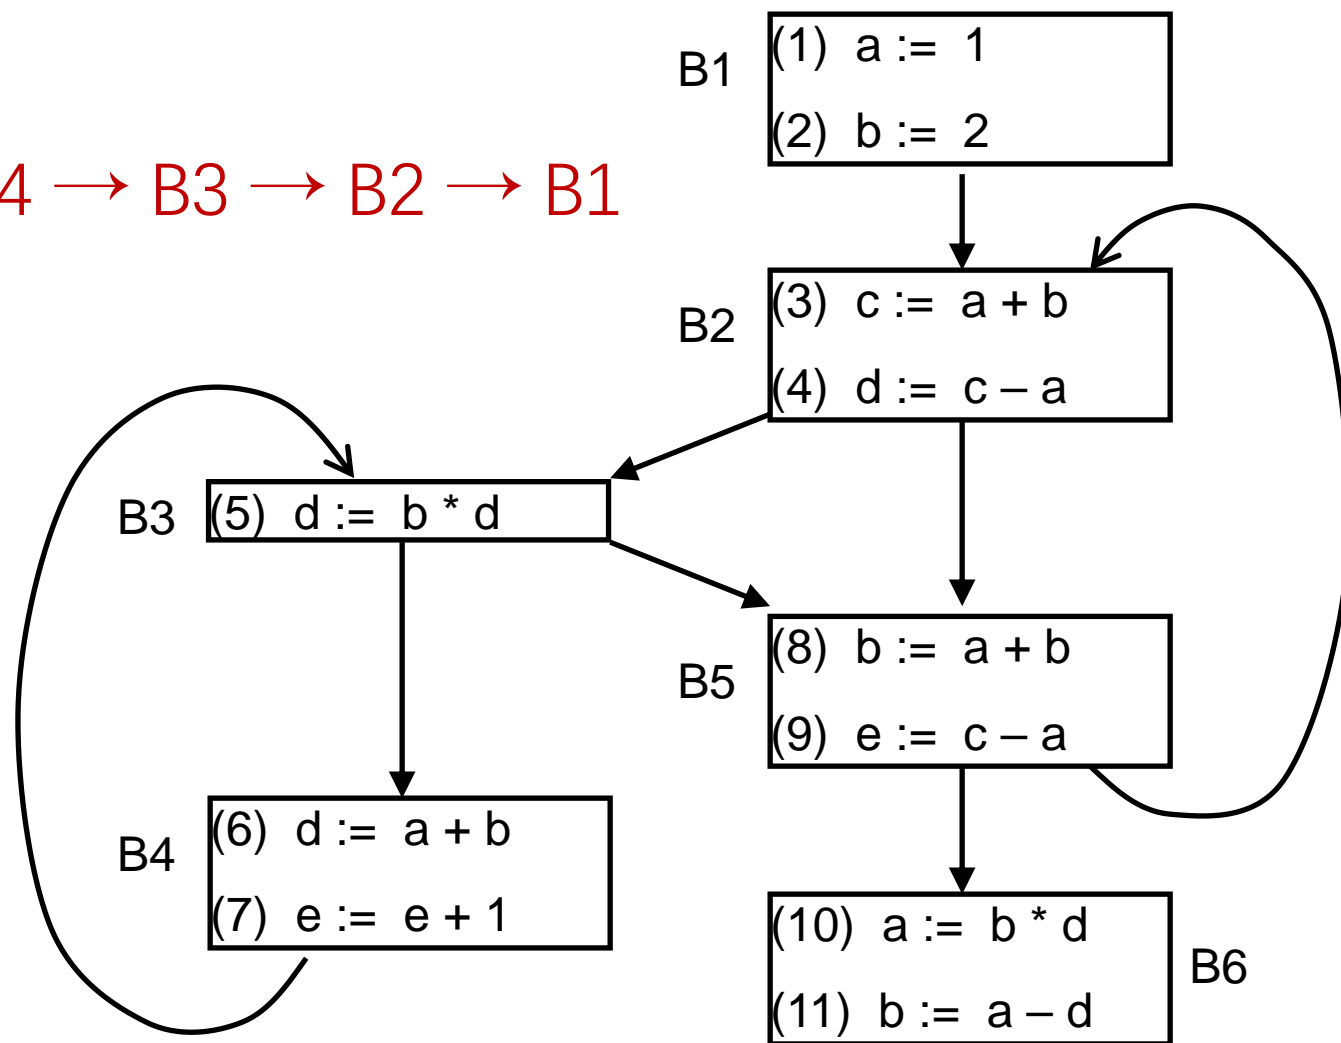 B1
(1) a := 1
(2) b := 2
4 → B3 → B2 → B1
B2
(3) c := a + b
(4) d := c – a
B3
(5) d := b * d
B5
(8) b := a + b
(9) e := c – a
B4
(6) d := a + b
(7) e := e + 1
(10) a := b * d
(11) b := a – d
B6